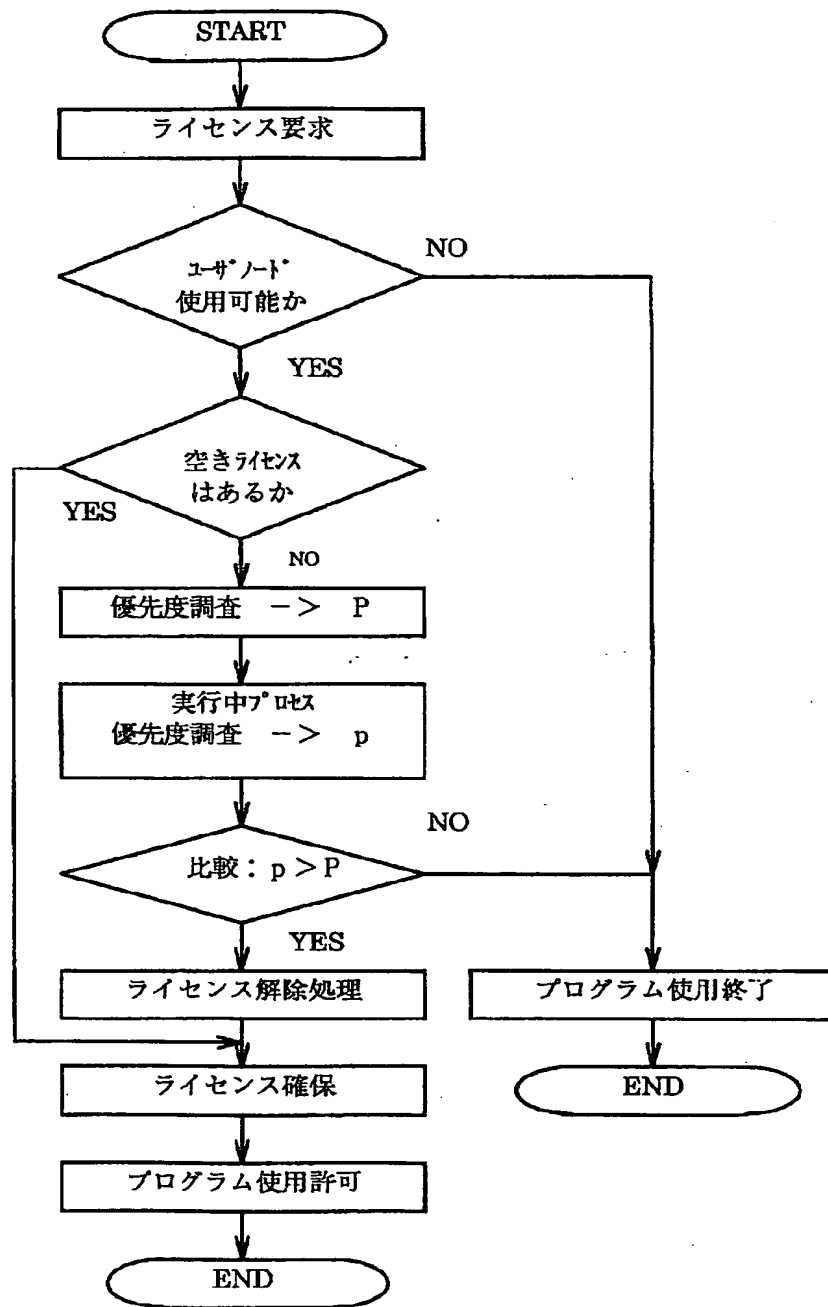 START
ライセンス要求
NO
ユーザノード
使用可能か
YES
空きライセンス
はあるか
YES
NO
優先度調査 −＞ P
実行中プロセス
優先度調査 −＞ p
NO
比較：p＞P
YES
ライセンス解除処理
プログラム使用終了
ライセンス確保
END
プログラム使用許可
END